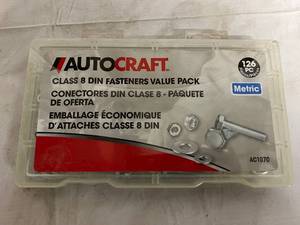 AUTOCRAFT
126
PC
CLASS 8 DIN FASTENERS VALUE PACK
Metric
CONECTORES DIN CLASE 8 - PAQUETE
DE OFERTA
EMBALLAGE ÉCONOMIQUE
D'ATTACHES CLASSE 8 DIN
AC1070